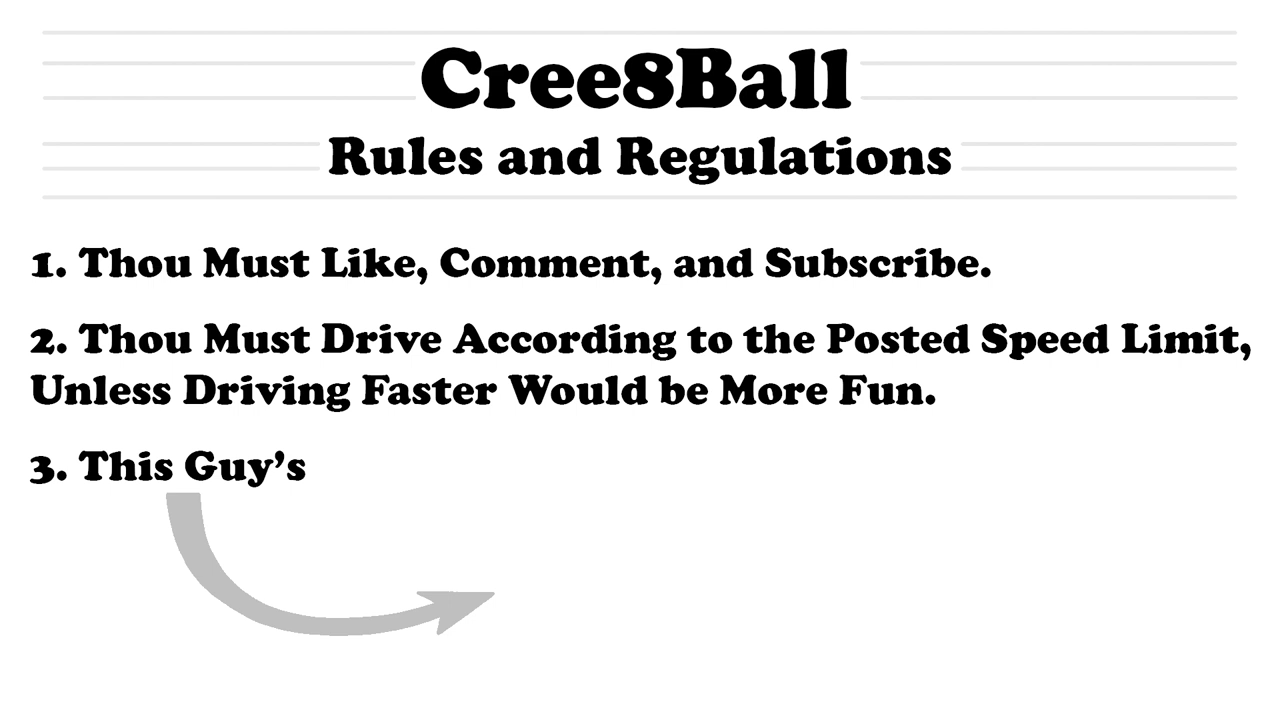 Cree8Ball
Rules and Regulations
1. Thou Must Like, Comment, and Subscribe.
2. Thou Must Drive According to the Posted Speed Limit,
Unless Driving Faster Would be More Fun.
3. This Guy’s